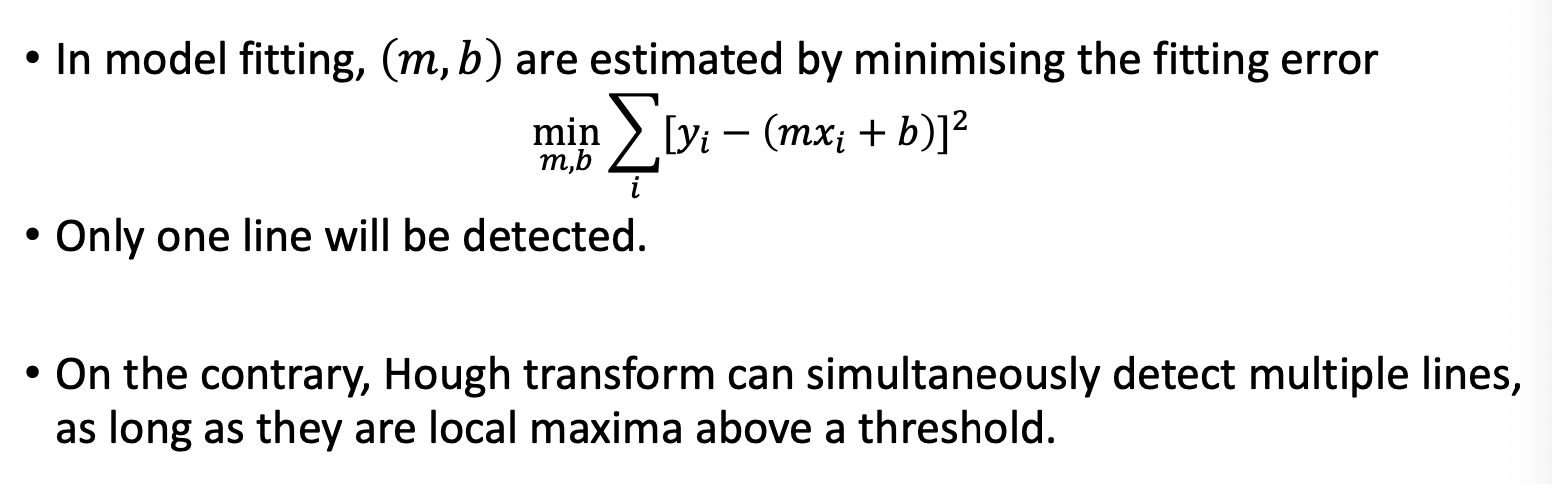 • In model fitting, (m, b) are estimated by minimising the fitting error
min m,b ∑ i [yᵢ − (mxᵢ + b)]²
• Only one line will be detected.
• On the contrary, Hough transform can simultaneously detect multiple lines,
as long as they are local maxima above a threshold.